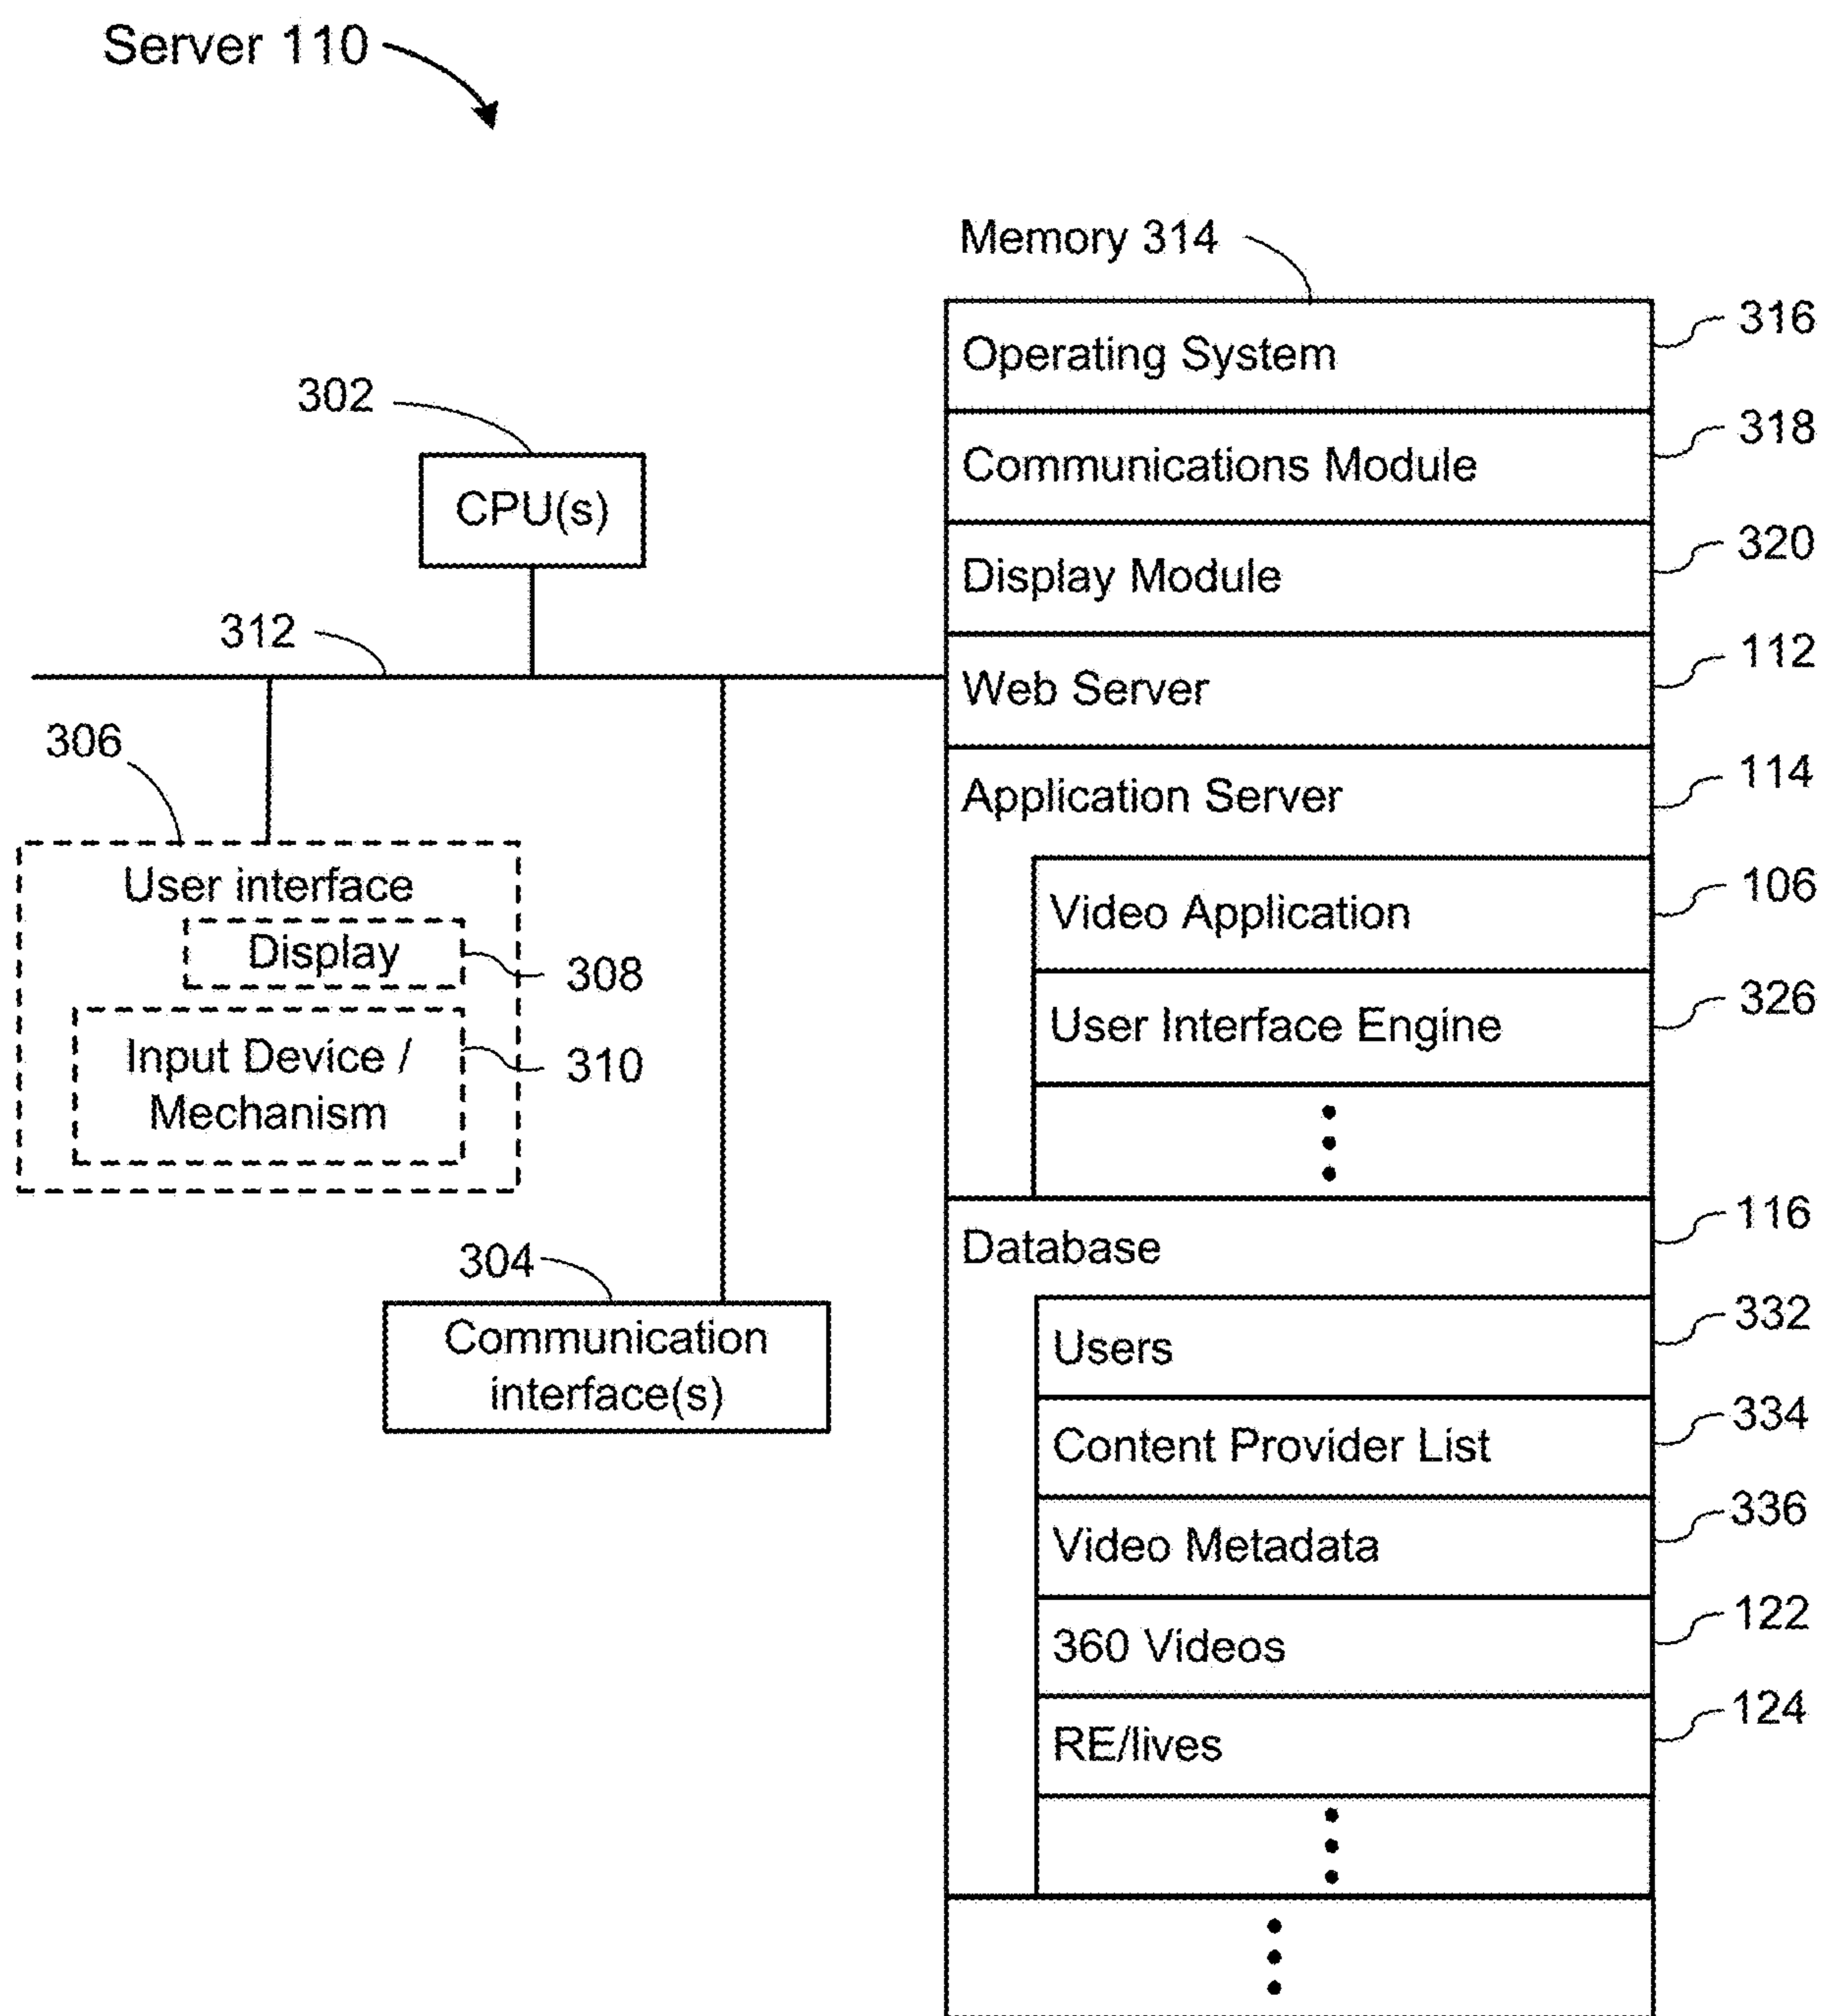 Server 110
Memory 314
Operating System
316
302
Communications Module
318
CPU(s)
Display Module
320
312
Web Server
112
306
Application Server
114
User interface
Video Application
106
Display
308
User Interface Engine
326
Input Device /
Mechanism
310
Database
116
304
Users
332
Communication
interface(s)
Content Provider List
334
Video Metadata
336
360 Videos
122
RE/lives
124